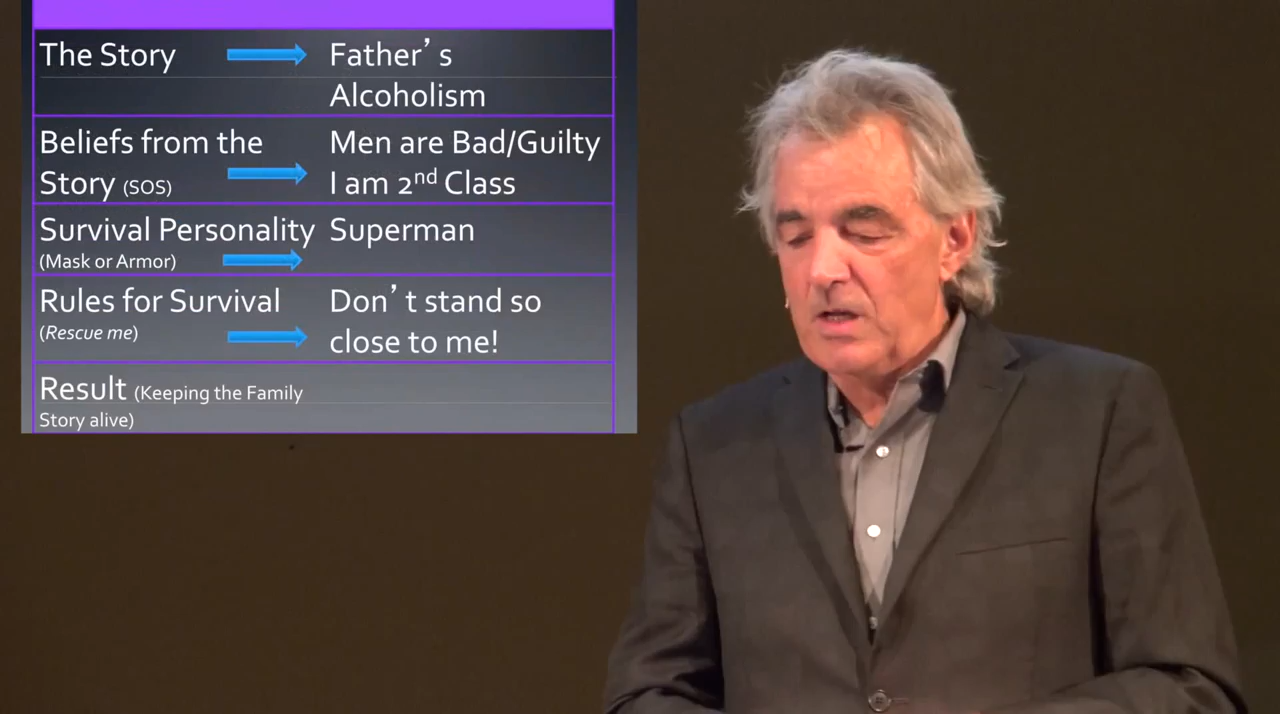 The Story
Father’s
Alcoholism
Beliefs from the
Story (SOS)
Men are Bad/Guilty
I am 2nd Class
Survival Personality
(Mask or Armor)
Superman
Rules for Survival
(Rescue me)
Don’t stand so
close to me!
Result (Keeping the Family
Story alive)